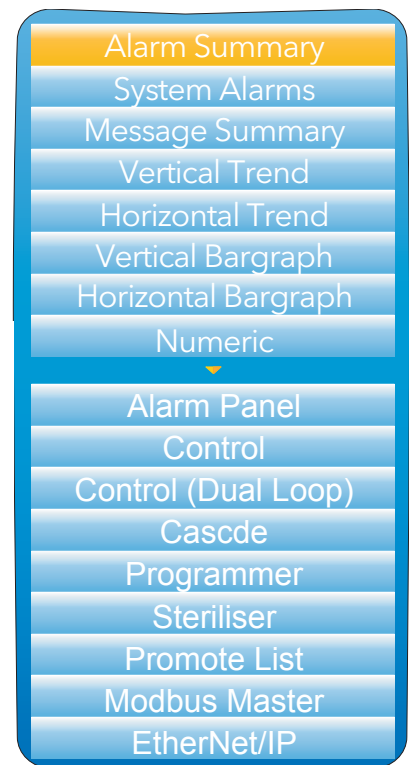 Alarm Summary
System Alarms
Message Summary
Vertical Trend
Horizontal Trend
Vertical Bargraph
Horizontal Bargraph
Numeric
Alarm Panel
Control
Control (Dual Loop)
Cascde
Programmer
Steriliser
Promote List
Modbus Master
EtherNet/IP